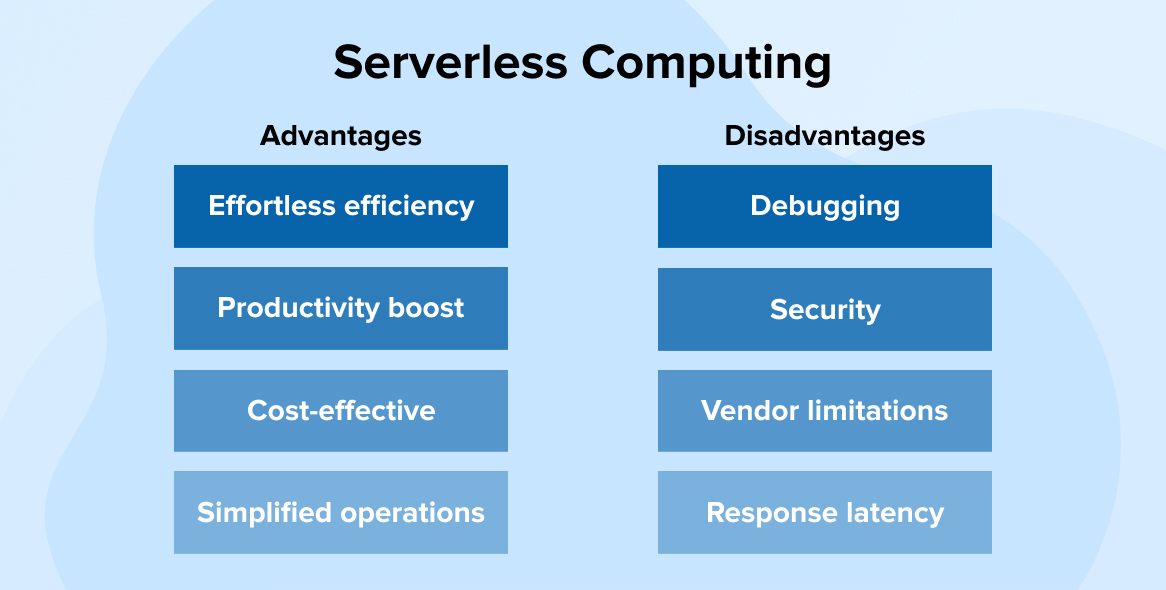 Serverless Computing
Advantages
Effortless efficiency
Productivity boost
Cost-effective
Simplified operations
Disadvantages
Debugging
Security
Vendor limitations
Response latency